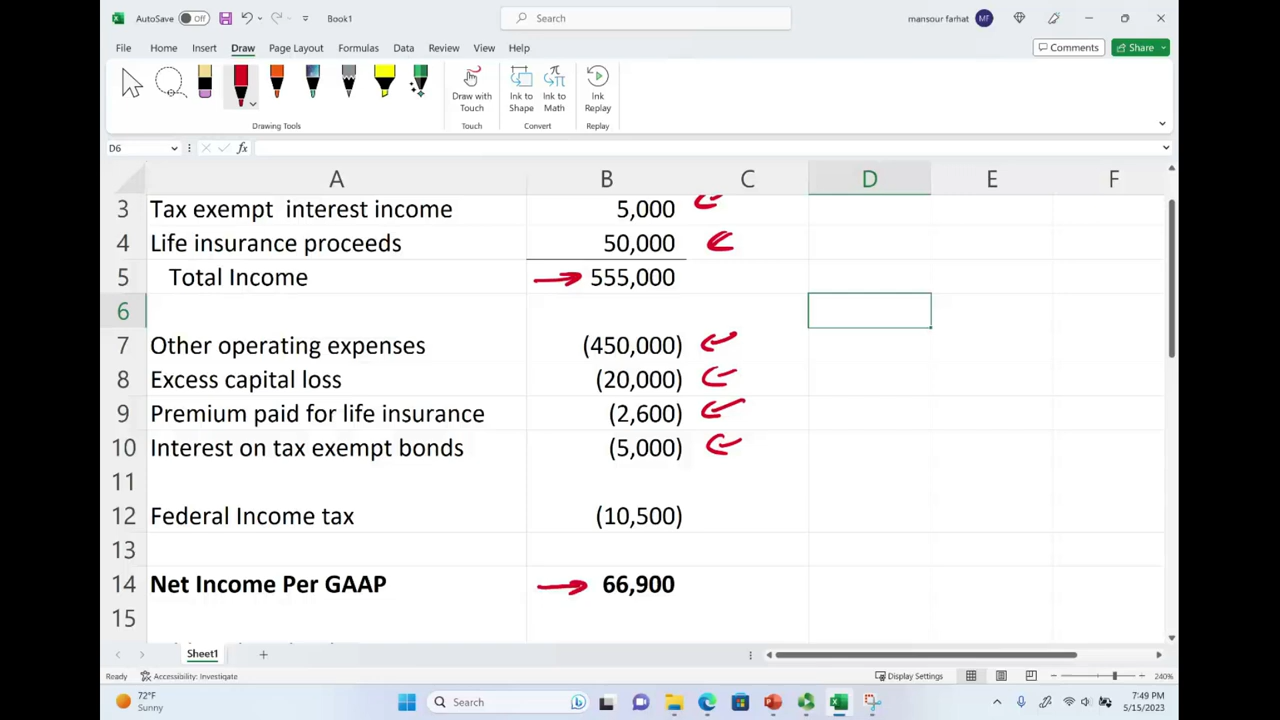 AutoSave Off Book1 Search mansour farhat MF
File Home Insert Draw Page Layout Formulas Data Review View Help Comments Share
Draw with Touch Ink to Shape Ink to Math Ink Replay
Drawing Tools Touch Convert Replay
D6 fx
A B C D E F
3 Tax exempt interest income 5,000
4 Life insurance proceeds 50,000
5 Total Income 555,000
6
7 Other operating expenses (450,000)
8 Excess capital loss (20,000)
9 Premium paid for life insurance (2,600)
10 Interest on tax exempt bonds (5,000)
11
12 Federal Income tax (10,500)
13
14 Net Income Per GAAP 66,900
15
Sheet1
Ready Accessibility: Investigate Display Settings 240%
72°F Sunny Search 7:49 PM 5/15/2023